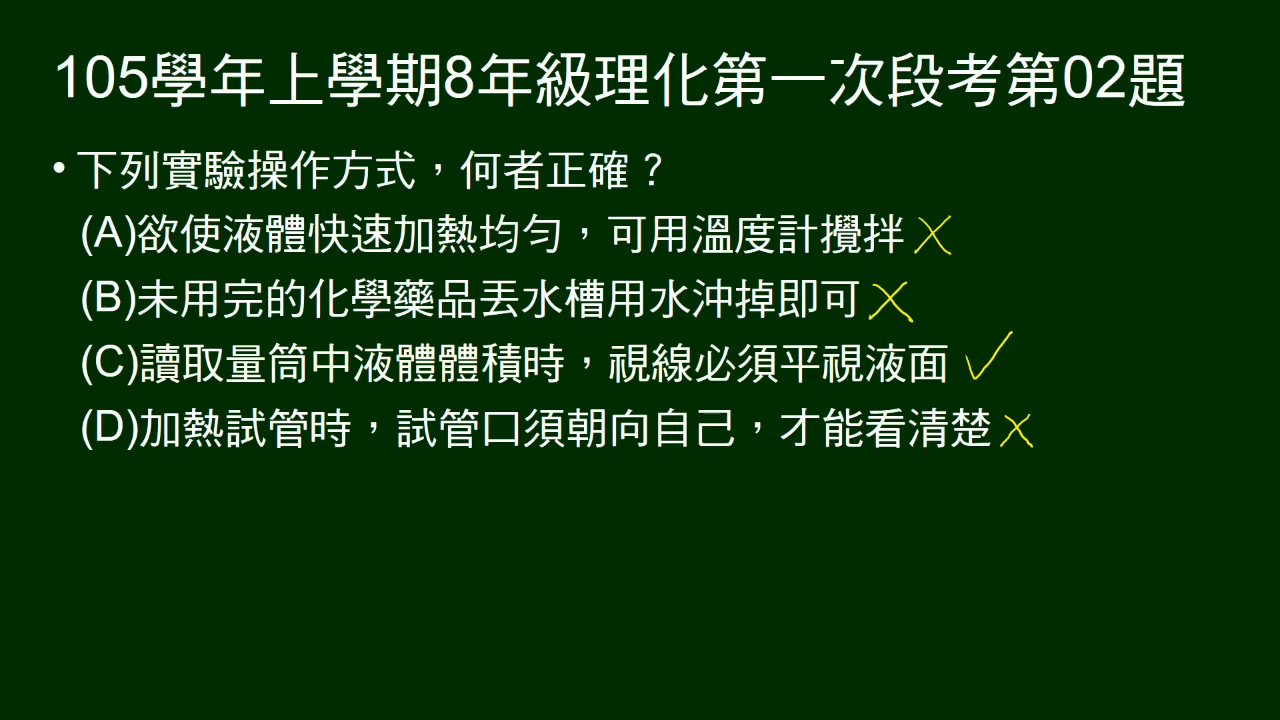 105學年上學期8年級理化第一次段考第02題
• 下列實驗操作方式，何者正確？
(A)欲使液體快速加熱均勻，可用溫度計攪拌
(B)未用完的化學藥品丟水槽用水沖掉即可
(C)讀取量筒中液體體積時，視線必須平視液面
(D)加熱試管時，試管口須朝向自己，才能看清楚